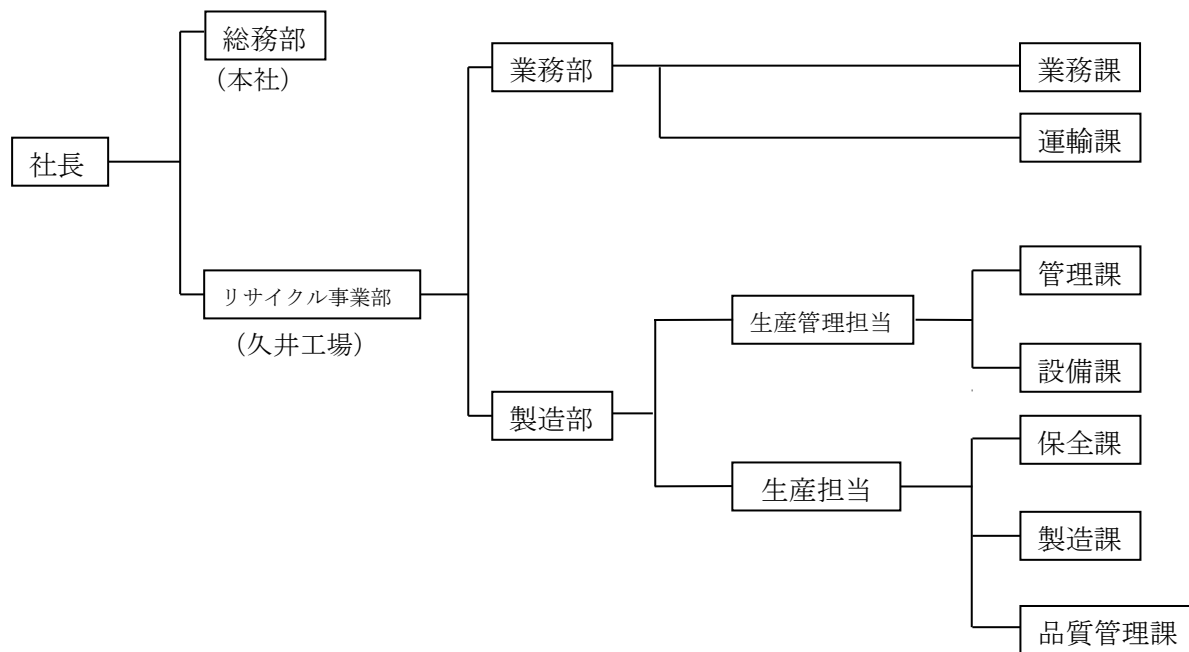 総務部
（本社）
業務部
業務課
運輸課
社長
管理課
リサイクル事業部
（久井工場）
生産管理担当
設備課
製造部
保全課
生産担当
製造課
品質管理課